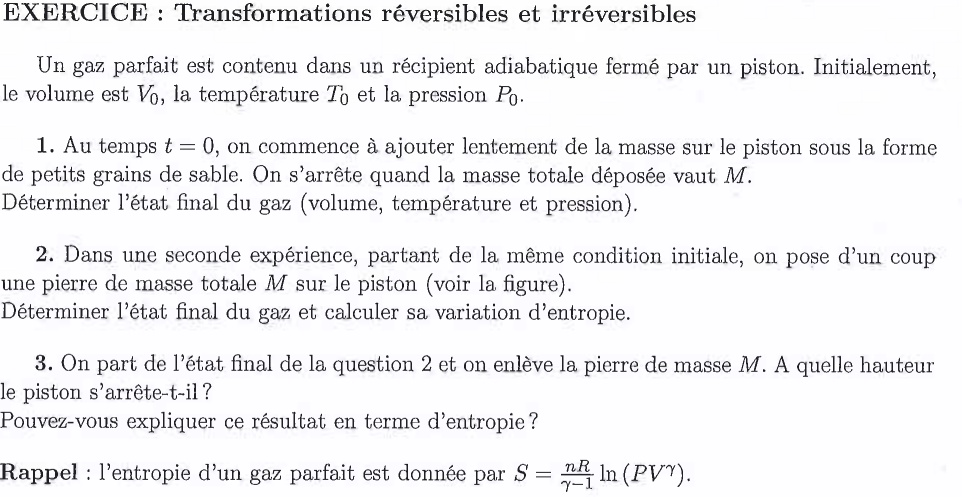 EXERCICE : Transformations réversibles et irréversibles
Un gaz parfait est contenu dans un récipient adiabatique fermé par un piston. Initialement,
le volume est V₀, la température T₀ et la pression P₀.
1. Au temps t = 0, on commence à ajouter lentement de la masse sur le piston sous la forme
de petits grains de sable. On s'arrête quand la masse totale déposée vaut M.
Déterminer l'état final du gaz (volume, température et pression).
2. Dans une seconde expérience, partant de la même condition initiale, on pose d'un coup
une pierre de masse totale M sur le piston (voir la figure).
Déterminer l'état final du gaz et calculer sa variation d'entropie.
3. On part de l'état final de la question 2 et on enlève la pierre de masse M. A quelle hauteur
le piston s'arrête-t-il ?
Pouvez-vous expliquer ce résultat en terme d'entropie ?
Rappel : l'entropie d'un gaz parfait est donnée par S = nR/(γ−1) ln (PV^γ).